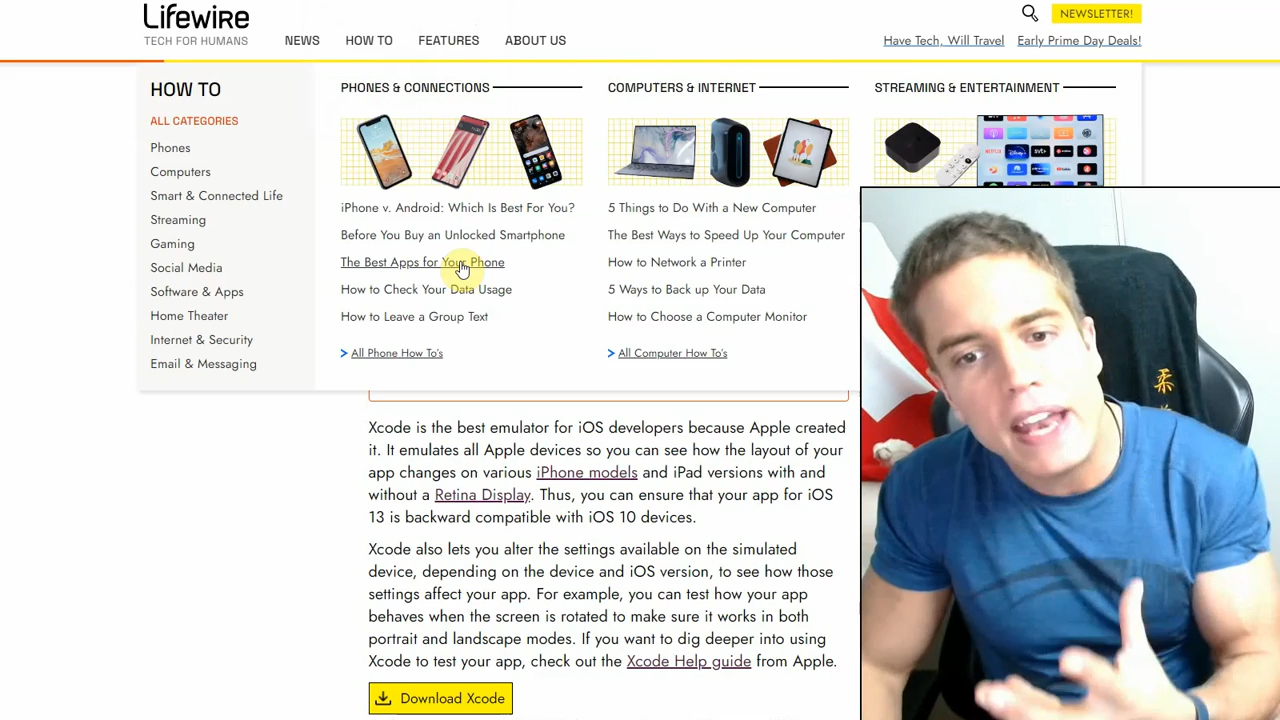 Lifewire
TECH FOR HUMANS
NEWS
HOW TO
FEATURES
ABOUT US
NEWSLETTER!
Have Tech, Will Travel
Early Prime Day Deals!
HOW TO
ALL CATEGORIES
Phones
Computers
Smart & Connected Life
Streaming
Gaming
Social Media
Software & Apps
Home Theater
Internet & Security
Email & Messaging
PHONES & CONNECTIONS
iPhone v. Android: Which Is Best For You?
Before You Buy an Unlocked Smartphone
The Best Apps for Your Phone
How to Check Your Data Usage
How to Leave a Group Text
All Phone How To's
COMPUTERS & INTERNET
5 Things to Do With a New Computer
The Best Ways to Speed Up Your Computer
How to Network a Printer
5 Ways to Back up Your Data
How to Choose a Computer Monitor
All Computer How To's
STREAMING & ENTERTAINMENT
Xcode is the best emulator for iOS developers because Apple created
it. It emulates all Apple devices so you can see how the layout of your
app changes on various iPhone models and iPad versions with and
without a Retina Display. Thus, you can ensure that your app for iOS
13 is backward compatible with iOS 10 devices.
Xcode also lets you alter the settings available on the simulated
device, depending on the device and iOS version, to see how those
settings affect your app. For example, you can test how your app
behaves when the screen is rotated to make sure it works in both
portrait and landscape modes. If you want to dig deeper into using
Xcode to test your app, check out the Xcode Help guide from Apple.
Download Xcode